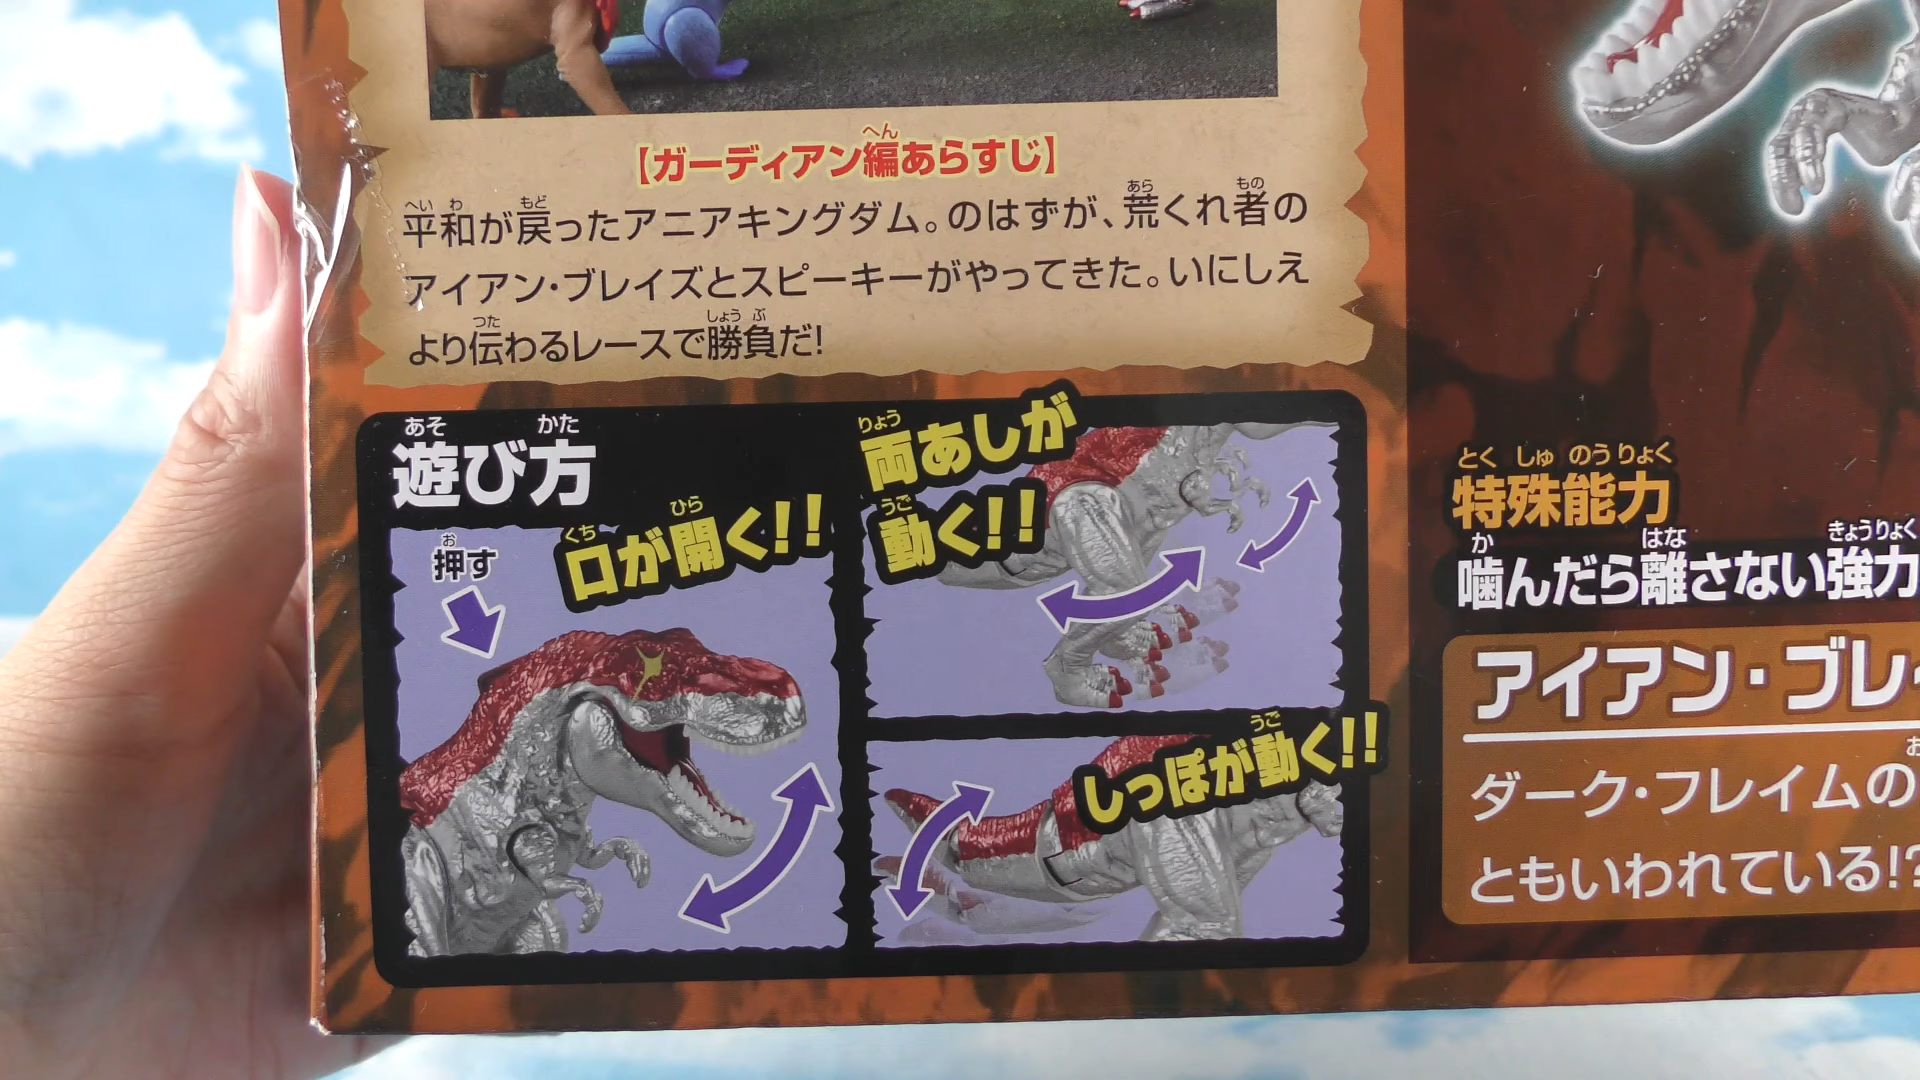 【ガーディアン編あらすじ】
平和が戻ったアニアキングダム。のはずが、荒くれ者の
アイアン・ブレイズとスピーキーがやってきた。いにしえ
より伝わるレースで勝負だ!
遊び方
押す
口が開く!!
両あしが
動く!!
しっぽが動く!!
特殊能力
噛んだら離さない強力
アイアン・ブレ
ダーク・フレイムの
ともいわれている!?